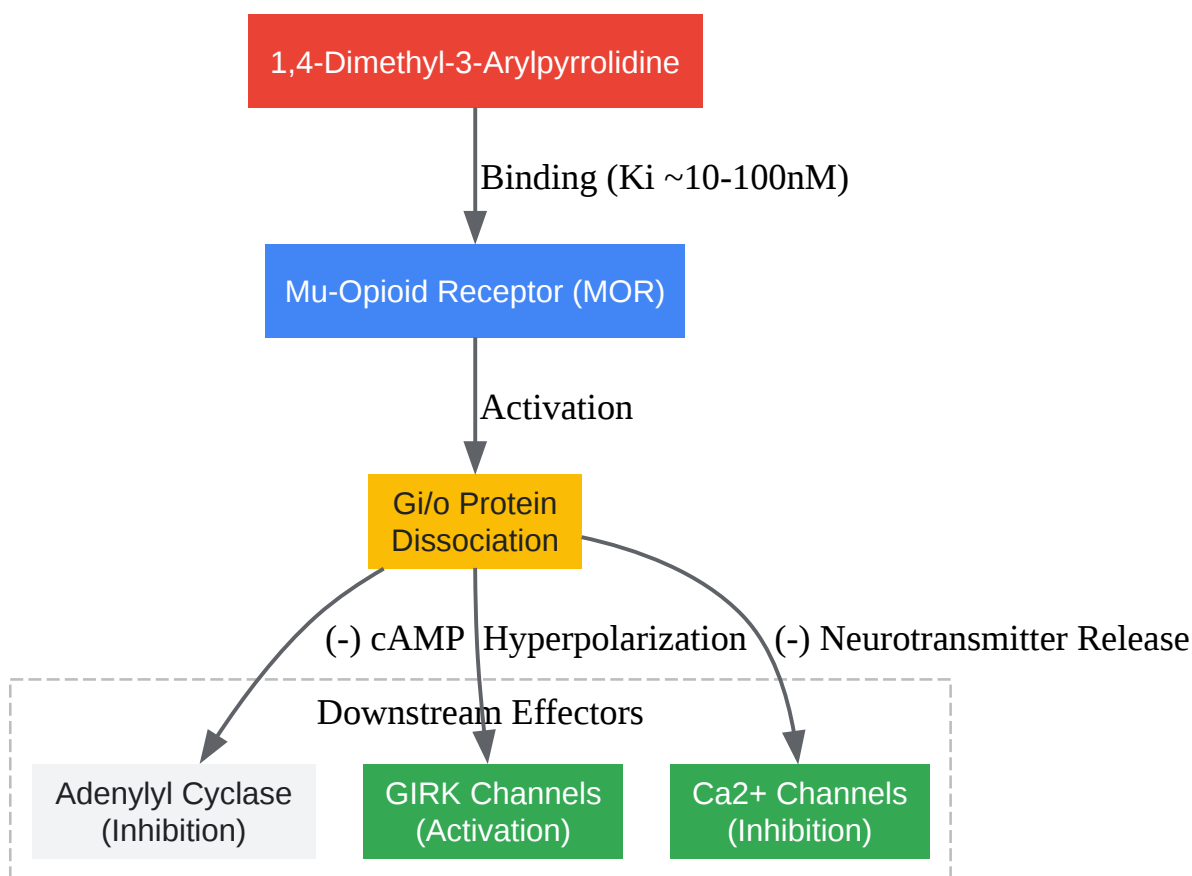 1,4-Dimethyl-3-Arylpyrrolidine
Binding (Ki ~10-100nM)
Mu-Opioid Receptor (MOR)
Activation
Gi/o Protein
Dissociation
(-) cAMP
Hyperpolarization
(-) Neurotransmitter Release
Downstream Effectors
Adenylyl Cyclase
(Inhibition)
GIRK Channels
(Activation)
Ca2+ Channels
(Inhibition)